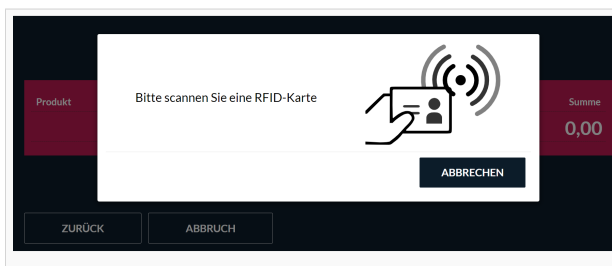 Bitte scannen Sie eine RFID-Karte
Produkt
Summe
0,00
ABBRECHEN
ZURÜCK
ABBRUCH